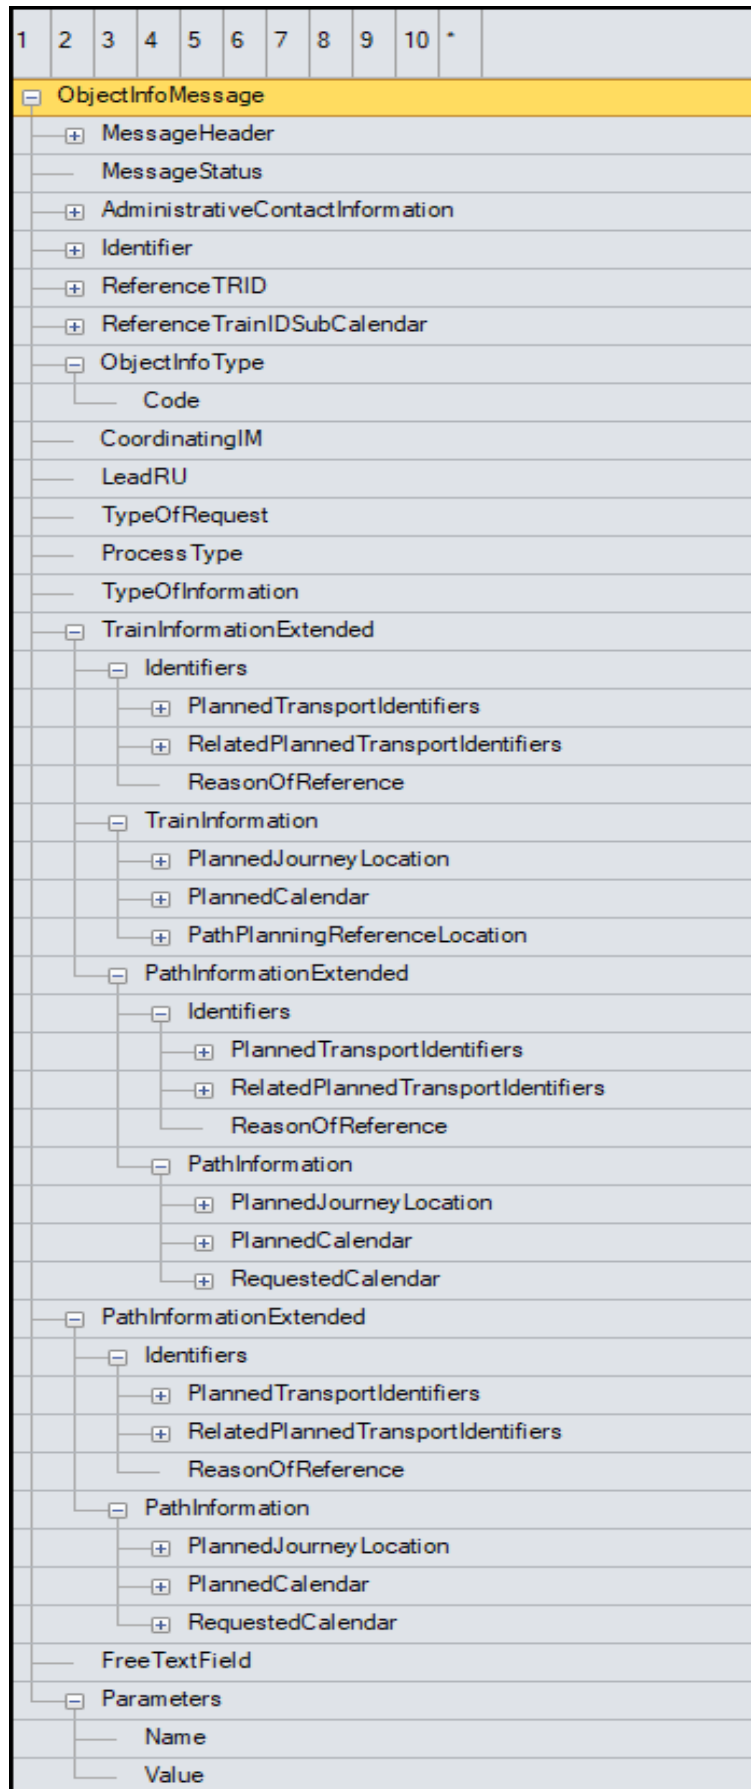 1 2 3 4 5 6 7 8 9 10 *
ObjectInfoMessage
MessageHeader
MessageStatus
AdministrativeContactInformation
Identifier
ReferenceTRID
ReferenceTrainIDSubCalendar
ObjectInfoType
Code
CoordinatingIM
LeadRU
TypeOfRequest
ProcessType
TypeOfInformation
TrainInformationExtended
Identifiers
PlannedTransportIdentifiers
RelatedPlannedTransportIdentifiers
ReasonOfReference
TrainInformation
PlannedJourneyLocation
PlannedCalendar
PathPlanningReferenceLocation
PathInformationExtended
Identifiers
PlannedTransportIdentifiers
RelatedPlannedTransportIdentifiers
ReasonOfReference
PathInformation
PlannedJourneyLocation
PlannedCalendar
RequestedCalendar
PathInformationExtended
Identifiers
PlannedTransportIdentifiers
RelatedPlannedTransportIdentifiers
ReasonOfReference
PathInformation
PlannedJourneyLocation
PlannedCalendar
RequestedCalendar
FreeTextField
Parameters
Name
Value